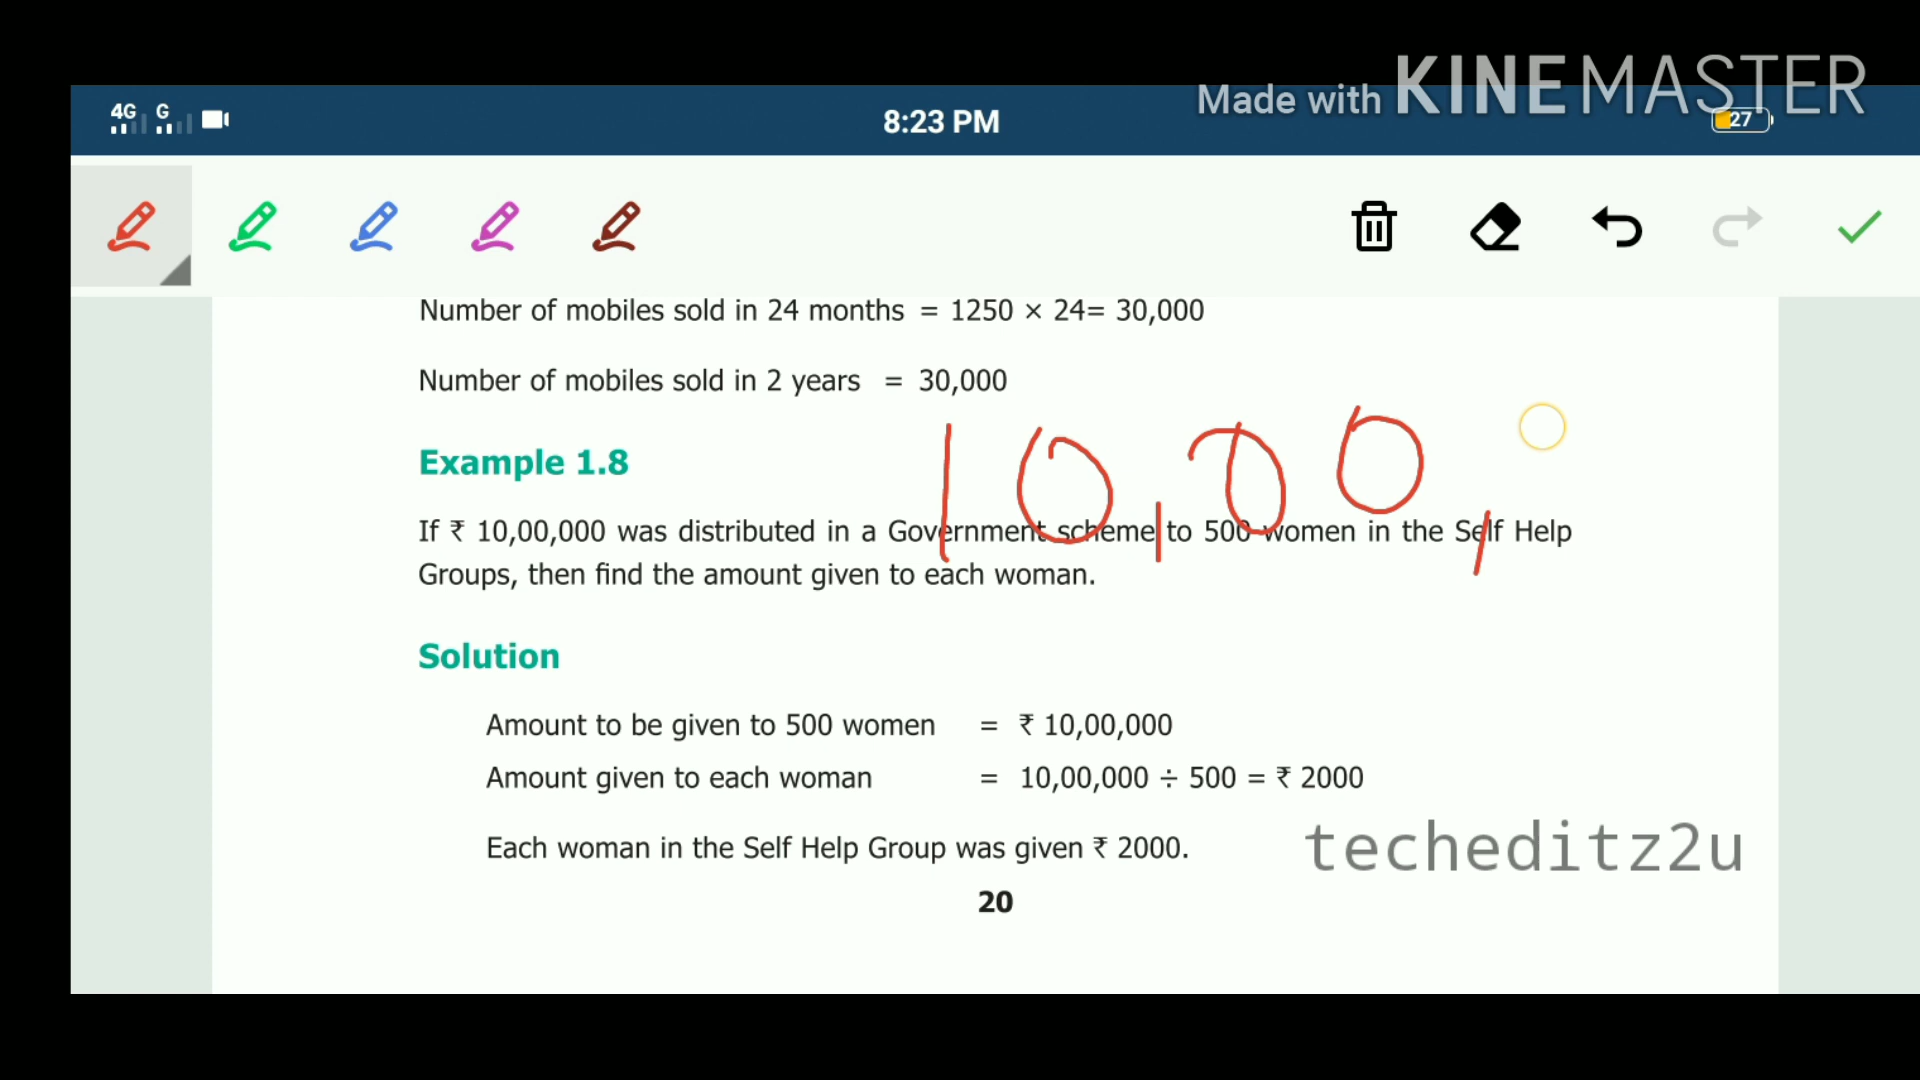 Made with KINEMASTER
4G G 8:23 PM 27
Number of mobiles sold in 24 months = 1250 × 24= 30,000
Number of mobiles sold in 2 years = 30,000
10,00,
Example 1.8
If ₹ 10,00,000 was distributed in a Government scheme to 500 women in the Self Help
Groups, then find the amount given to each woman.
Solution
Amount to be given to 500 women = ₹ 10,00,000
Amount given to each woman = 10,00,000 ÷ 500 = ₹ 2000
Each woman in the Self Help Group was given ₹ 2000.
techeditz2u
20